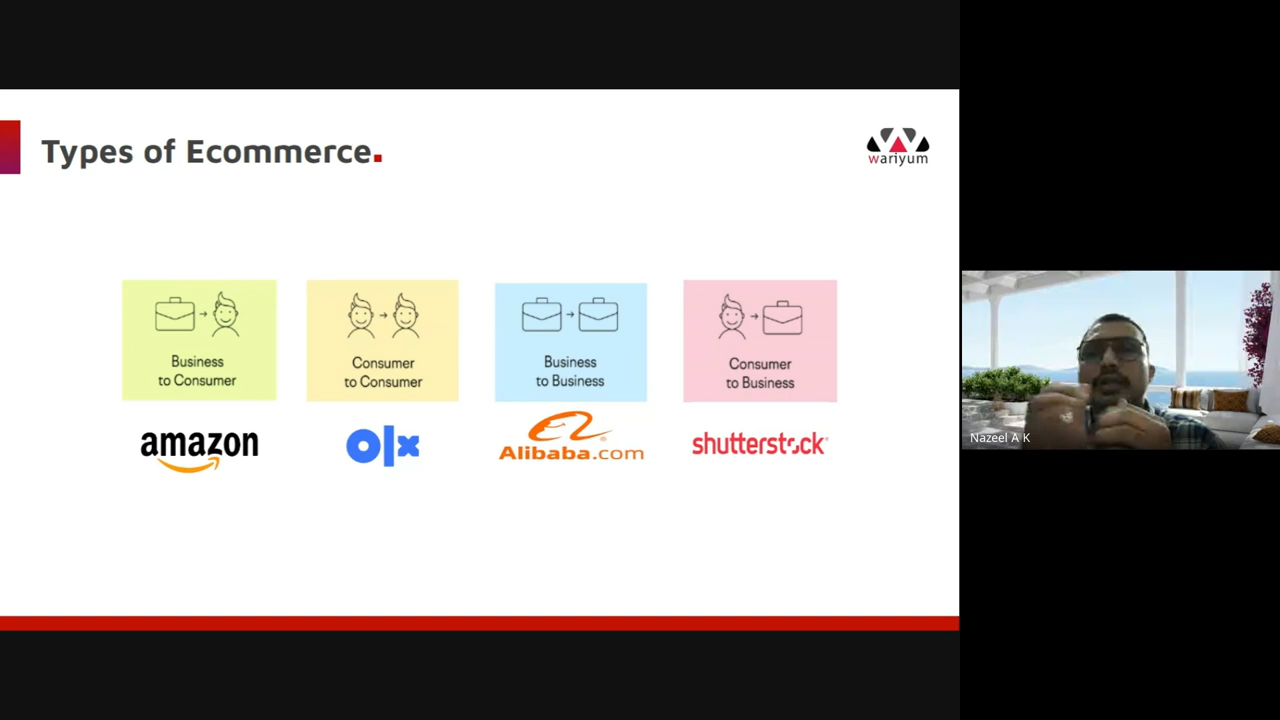 Types of Ecommerce.
wariyum
Business
to Consumer
Consumer
to Consumer
Business
to Business
Consumer
to Business
amazon
olx
Alibaba.com
shutterstock
Nazeel A K